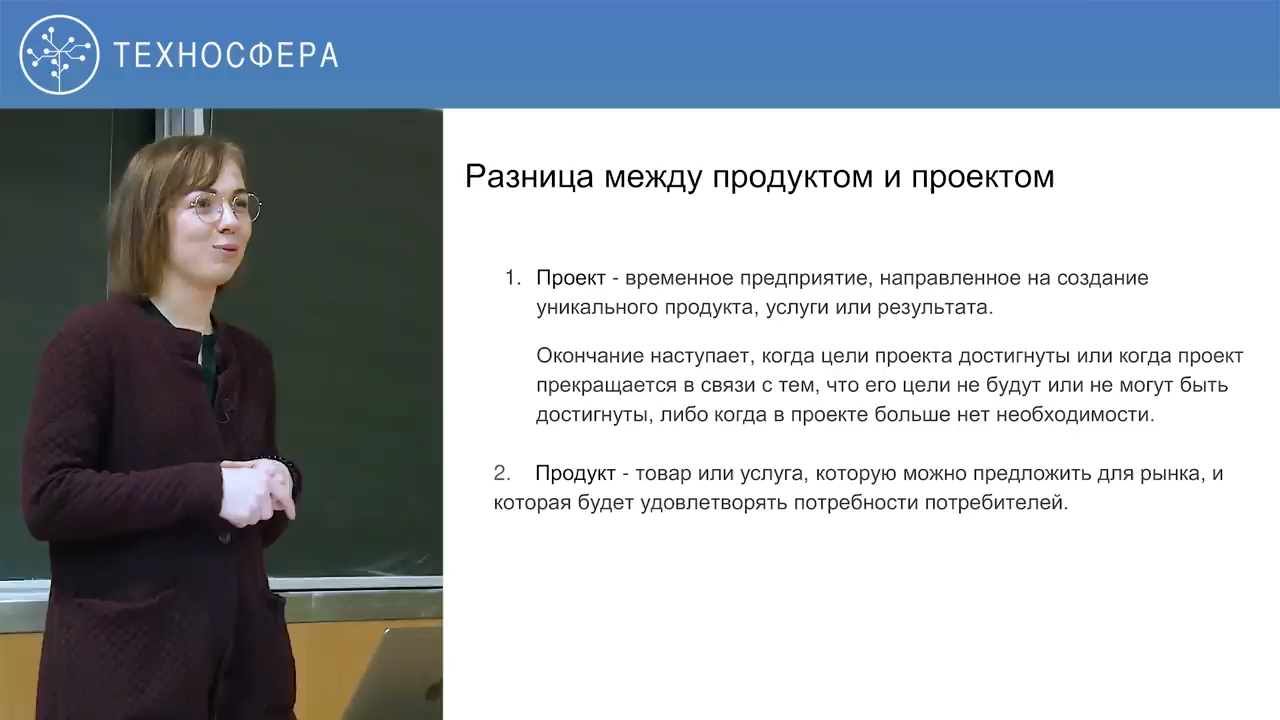 ТЕХНОСФЕРА
Разница между продуктом и проектом
1. Проект - временное предприятие, направленное на создание
уникального продукта, услуги или результата.
Окончание наступает, когда цели проекта достигнуты или когда проект
прекращается в связи с тем, что его цели не будут или не могут быть
достигнуты, либо когда в проекте больше нет необходимости.
2. Продукт - товар или услуга, которую можно предложить для рынка, и
которая будет удовлетворять потребности потребителей.